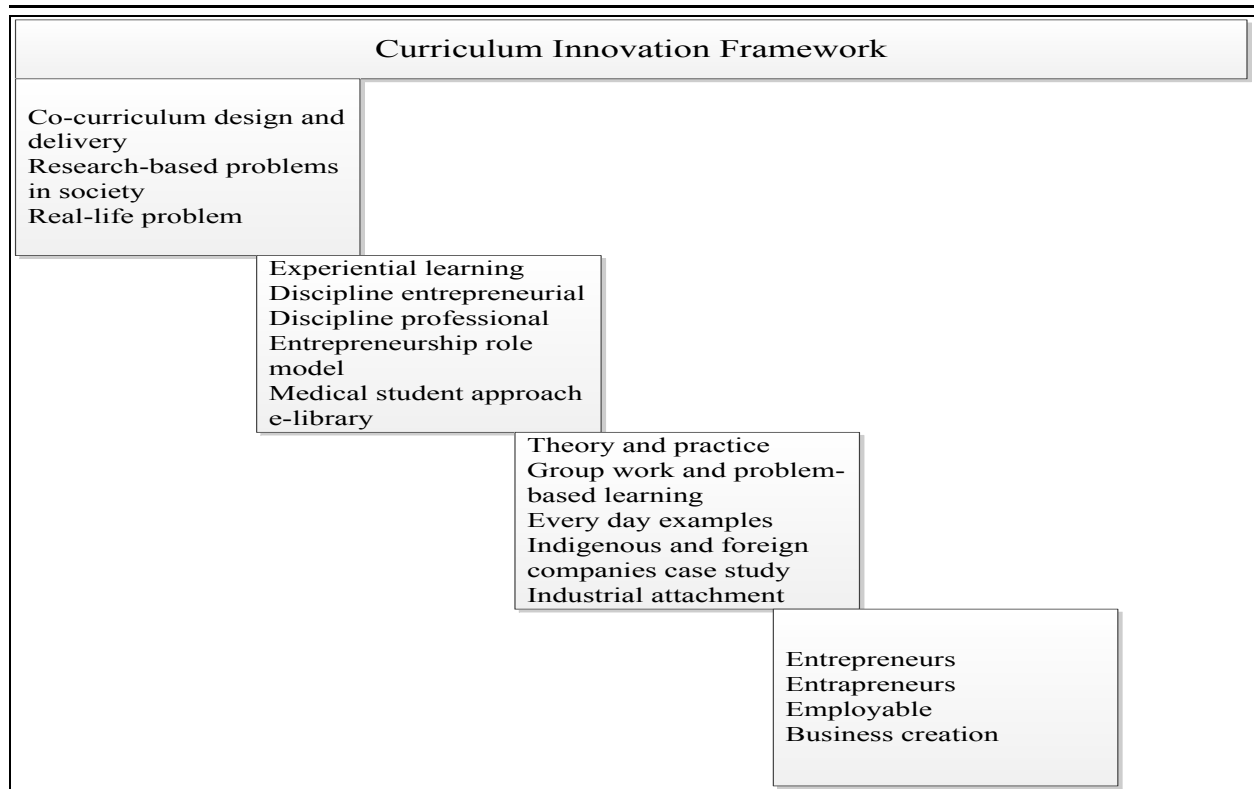 Curriculum Innovation Framework
Co-curriculum design and
delivery
Research-based problems
in society
Real-life problem
Experiential learning
Discipline entrepreneurial
Discipline professional
Entrepreneurship role
model
Medical student approach
e-library
Theory and practice
Group work and problem-
based learning
Every day examples
Indigenous and foreign
companies case study
Industrial attachment
Entrepreneurs
Entrapreneurs
Employable
Business creation